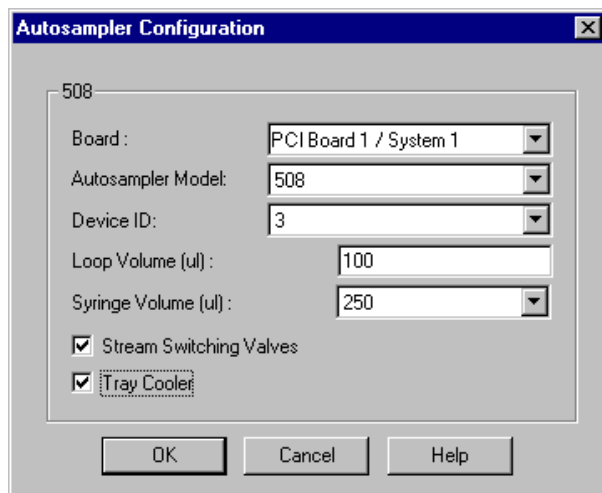 Autosampler Configuration
508
Board : PCI Board 1 / System 1
Autosampler Model: 508
Device ID: 3
Loop Volume (ul) : 100
Syringe Volume (ul) : 250
Stream Switching Valves
Tray Cooler
OK Cancel Help